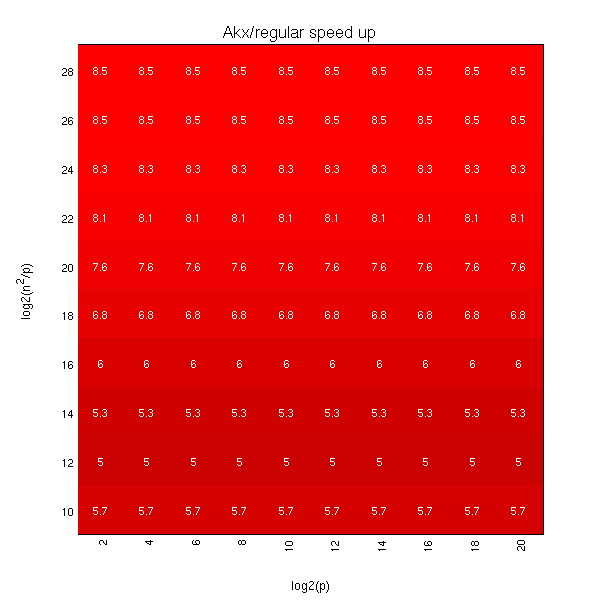 Akx/regular speed up
28 8.5 8.5 8.5 8.5 8.5 8.5 8.5 8.5 8.5 8.5
26 8.5 8.5 8.5 8.5 8.5 8.5 8.5 8.5 8.5 8.5
24 8.3 8.3 8.3 8.3 8.3 8.3 8.3 8.3 8.3 8.3
22 8.1 8.1 8.1 8.1 8.1 8.1 8.1 8.1 8.1 8.1
20 7.6 7.6 7.6 7.6 7.6 7.6 7.6 7.6 7.6 7.6
18 6.8 6.8 6.8 6.8 6.8 6.8 6.8 6.8 6.8 6.8
16 6 6 6 6 6 6 6 6 6 6
14 5.3 5.3 5.3 5.3 5.3 5.3 5.3 5.3 5.3 5.3
12 5 5 5 5 5 5 5 5 5 5
10 5.7 5.7 5.7 5.7 5.7 5.7 5.7 5.7 5.7 5.7
2 4 6 8 10 12 14 16 18 20
log2(p)
log2(n²/p)